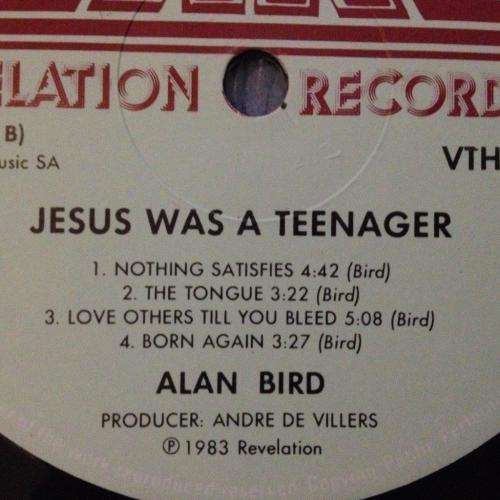 ELATION RECORD
B)
usic SA
VTH
JESUS WAS A TEENAGER
1. NOTHING SATISFIES 4:42 (Bird)
2. THE TONGUE 3:22 (Bird)
3. LOVE OTHERS TILL YOU BLEED 5:08 (Bird)
4. BORN AGAIN 3:27 (Bird)
ALAN BIRD
PRODUCER: ANDRE DE VILLERS
Ⓟ 1983 Revelation